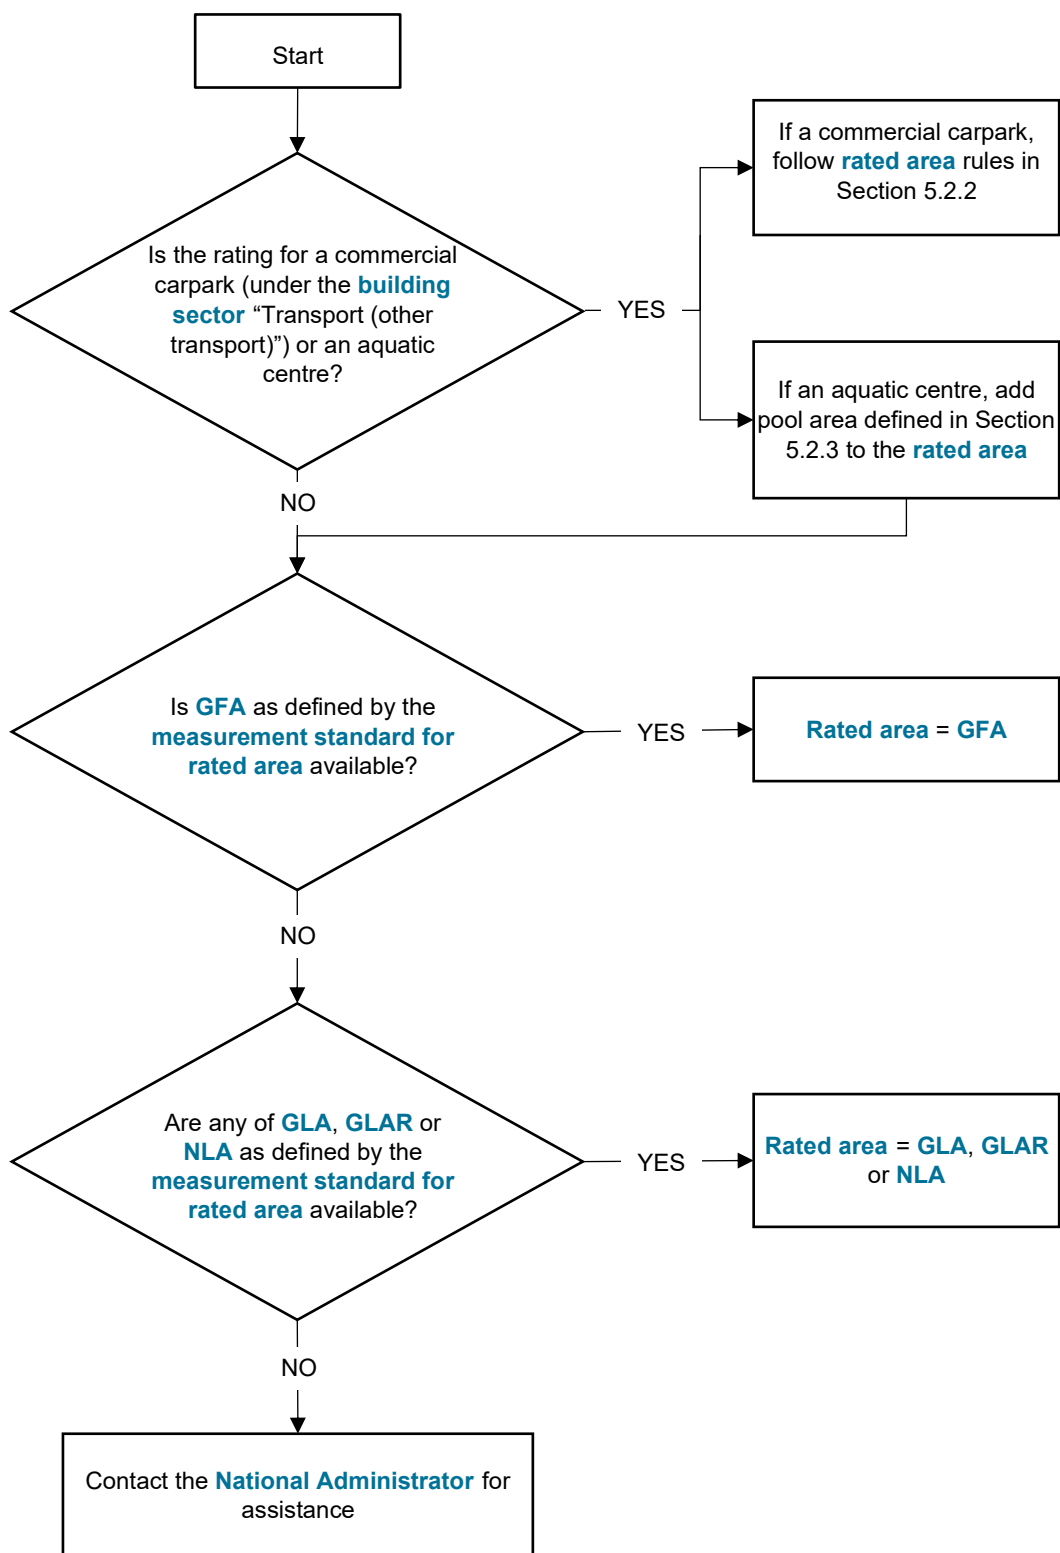 Start
If a commercial carpark,
follow rated area rules in
Section 5.2.2
Is the rating for a commercial
carpark (under the building
sector “Transport (other
transport)”) or an aquatic
centre?
YES
If an aquatic centre, add
pool area defined in Section
5.2.3 to the rated area
NO
Is GFA as defined by the
measurement standard for
rated area available?
YES
Rated area = GFA
NO
Are any of GLA, GLAR or
NLA as defined by the
measurement standard for
rated area available?
YES
Rated area = GLA, GLAR
or NLA
NO
Contact the National Administrator for
assistance